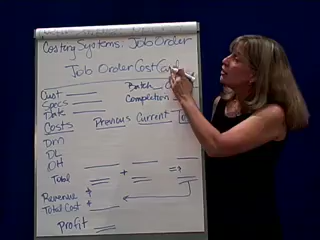 Costing Systems: Job Order
Job Order Cost Card
Cust
Batch
Specs
Completion
Date
Costs Previous Current
DM
DL
OH
Total + =
Revenue +
Total Cost +
Profit